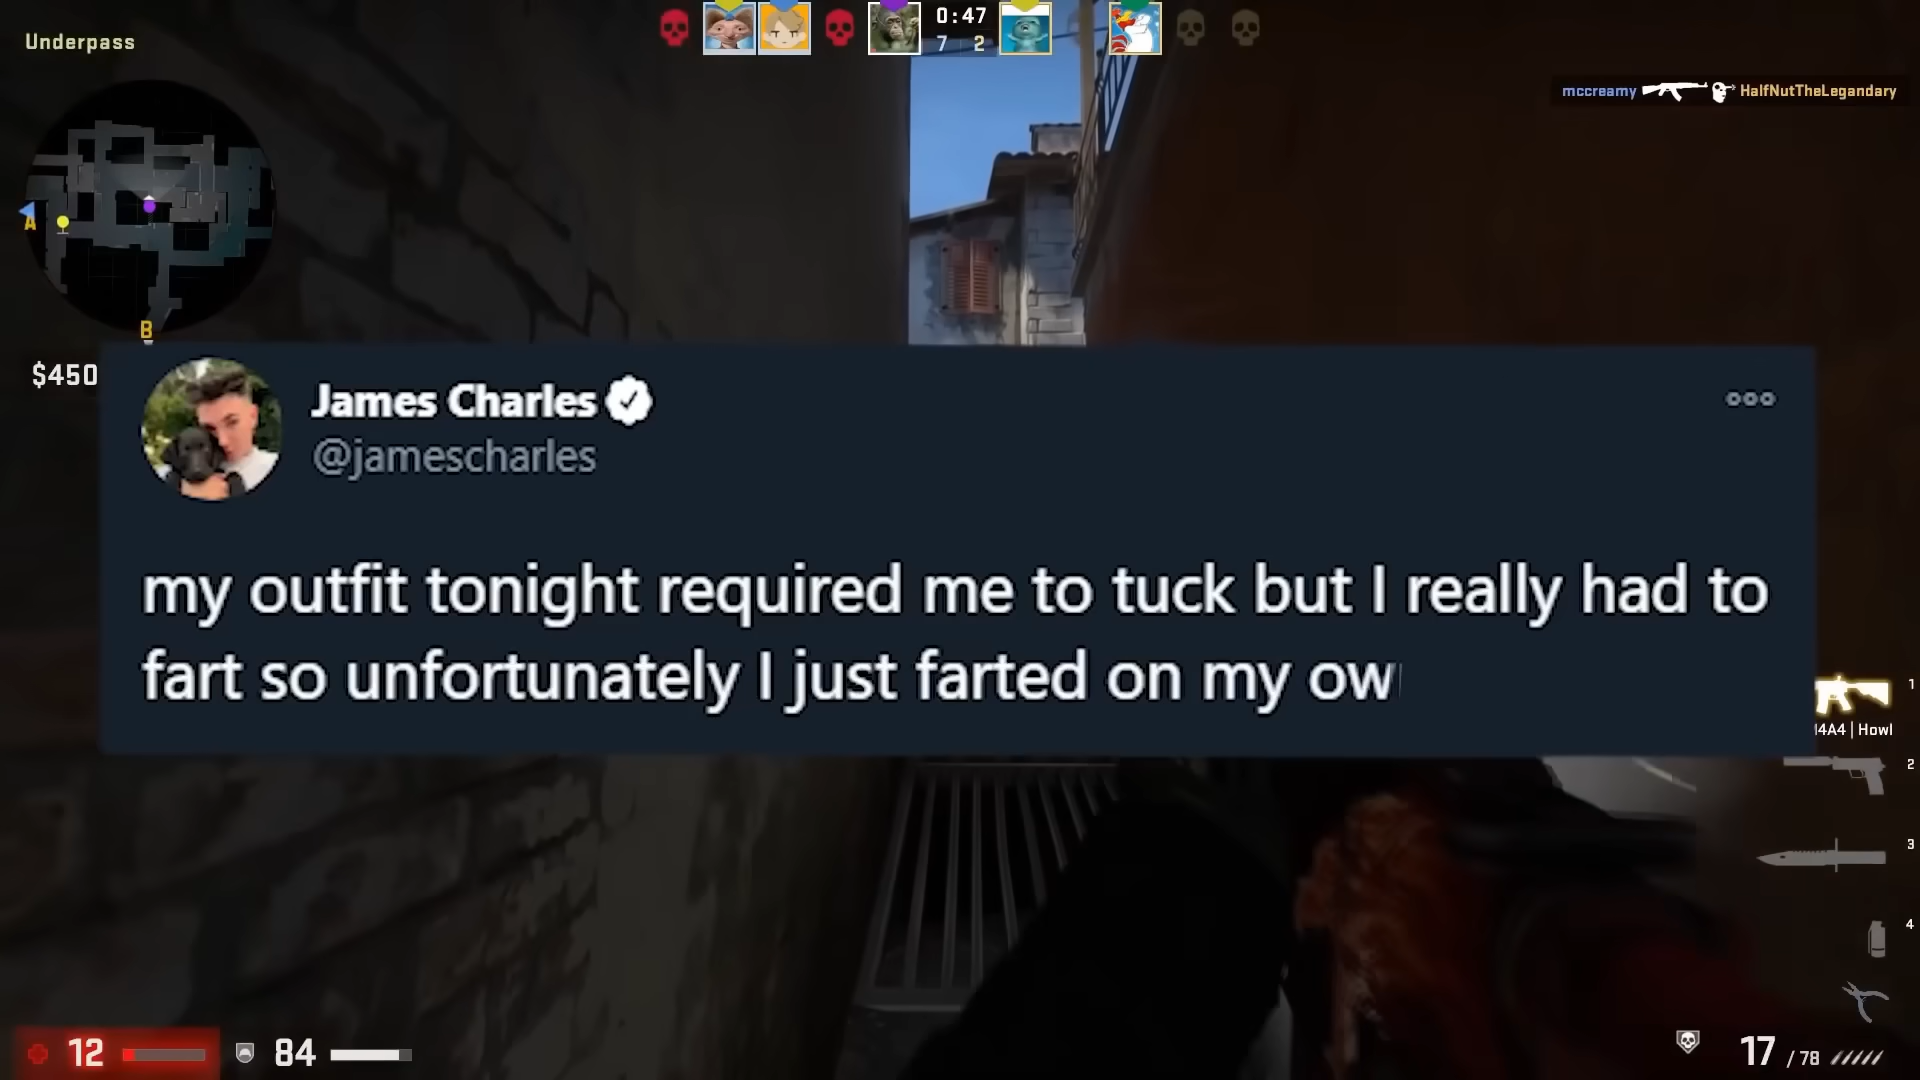 Underpass
0:47
7 2
mccreamy HalfNutTheLegandary
A
B
$450
James Charles
@jamescharles
my outfit tonight required me to tuck but I really had to
fart so unfortunately I just farted on my ow
1
M4A4 | Howl
2
3
4
12
84
17 / 78